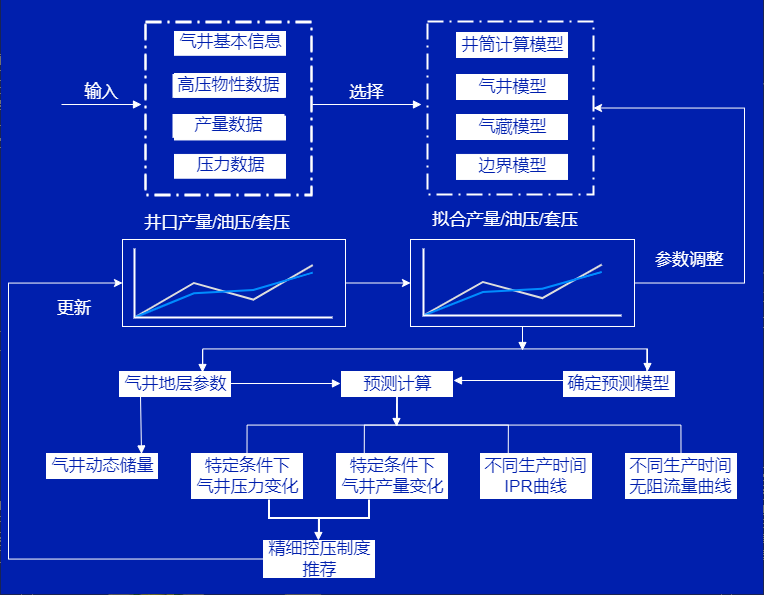 输入
气井基本信息
高压物性数据
产量数据
压力数据
选择
井筒计算模型
气井模型
气藏模型
边界模型
井口产量/油压/套压
拟合产量/油压/套压
参数调整
更新
气井地层参数
预测计算
确定预测模型
气井动态储量
特定条件下
气井压力变化
特定条件下
气井产量变化
不同生产时间
IPR曲线
不同生产时间
无阻流量曲线
精细控压制度
推荐